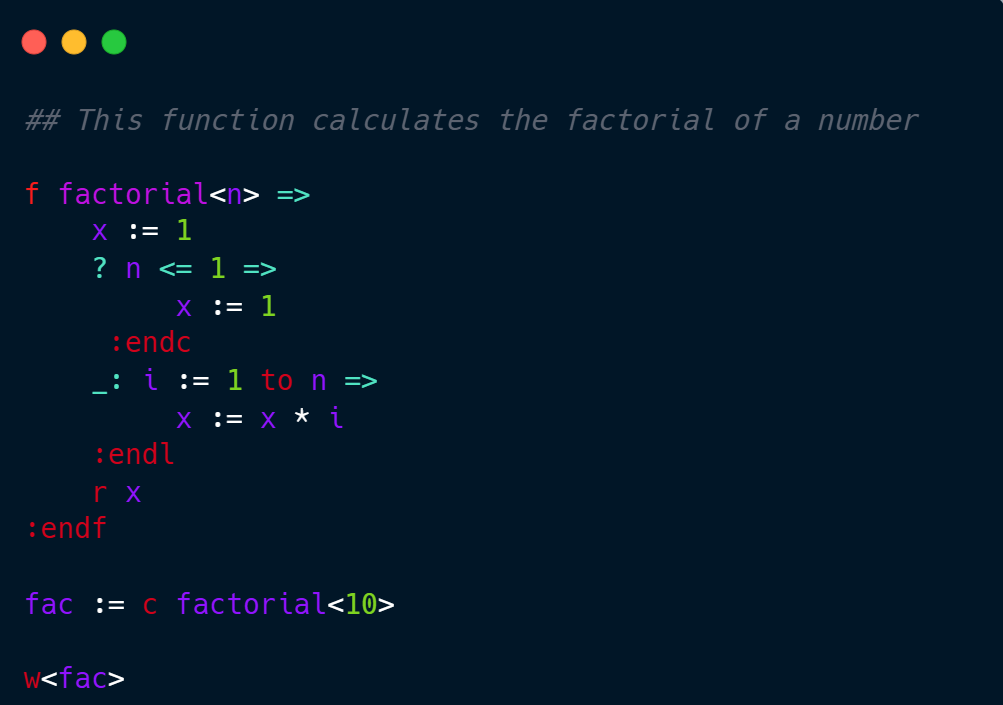 ## This function calculates the factorial of a number
f factorial<n> =>
x := 1
? n <= 1 =>
x := 1
:endc
_: i := 1 to n =>
x := x * i
:endl
r x
:endf
fac := c factorial<10>
w<fac>